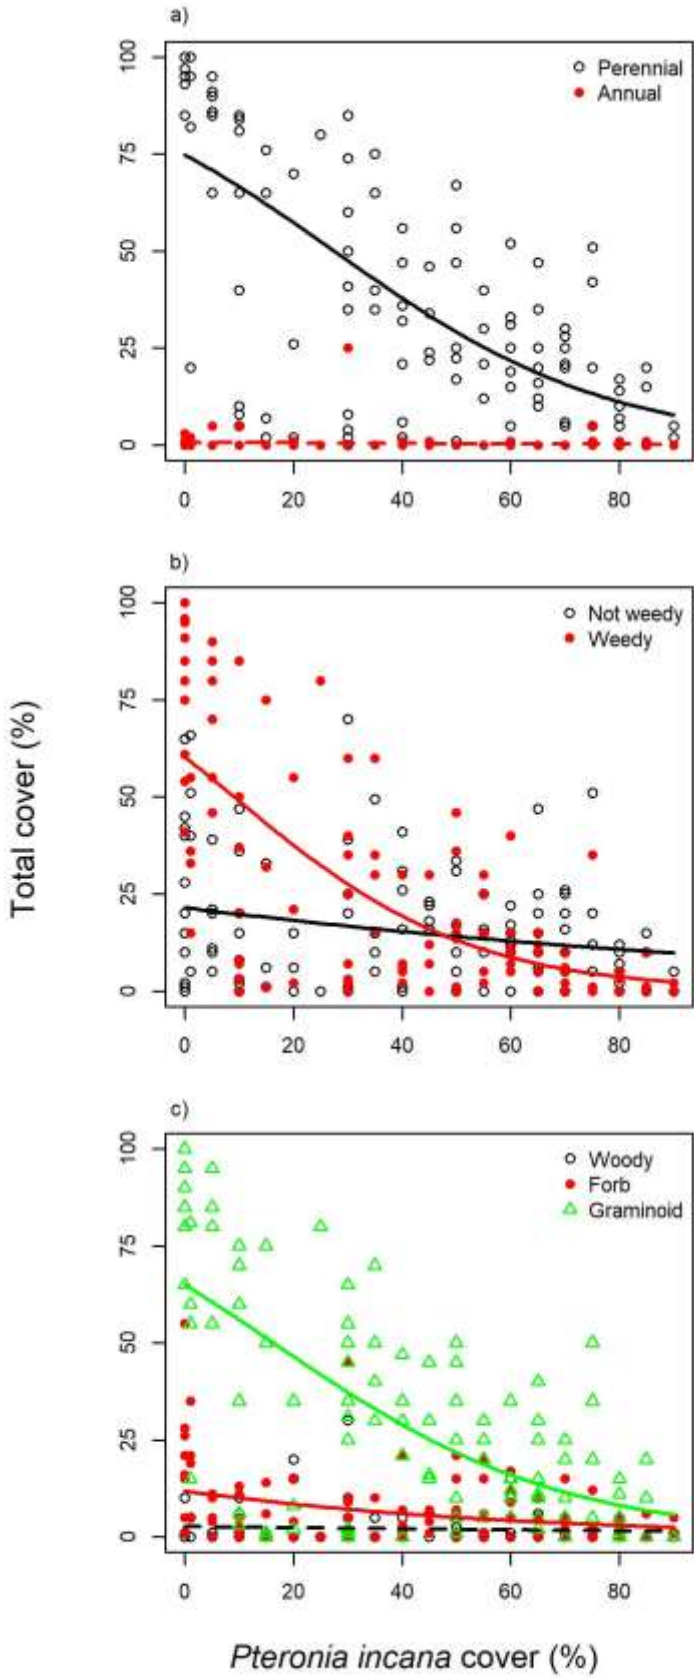 a)
100
75
50
25
0
Perennial
Annual
0 20 40 60 80
b)
100
75
50
25
0
Not weedy
Weedy
0 20 40 60 80
Total cover (%)
c)
100
75
50
25
0
Woody
Forb
Graminoid
0 20 40 60 80
Pteronia incana cover (%)